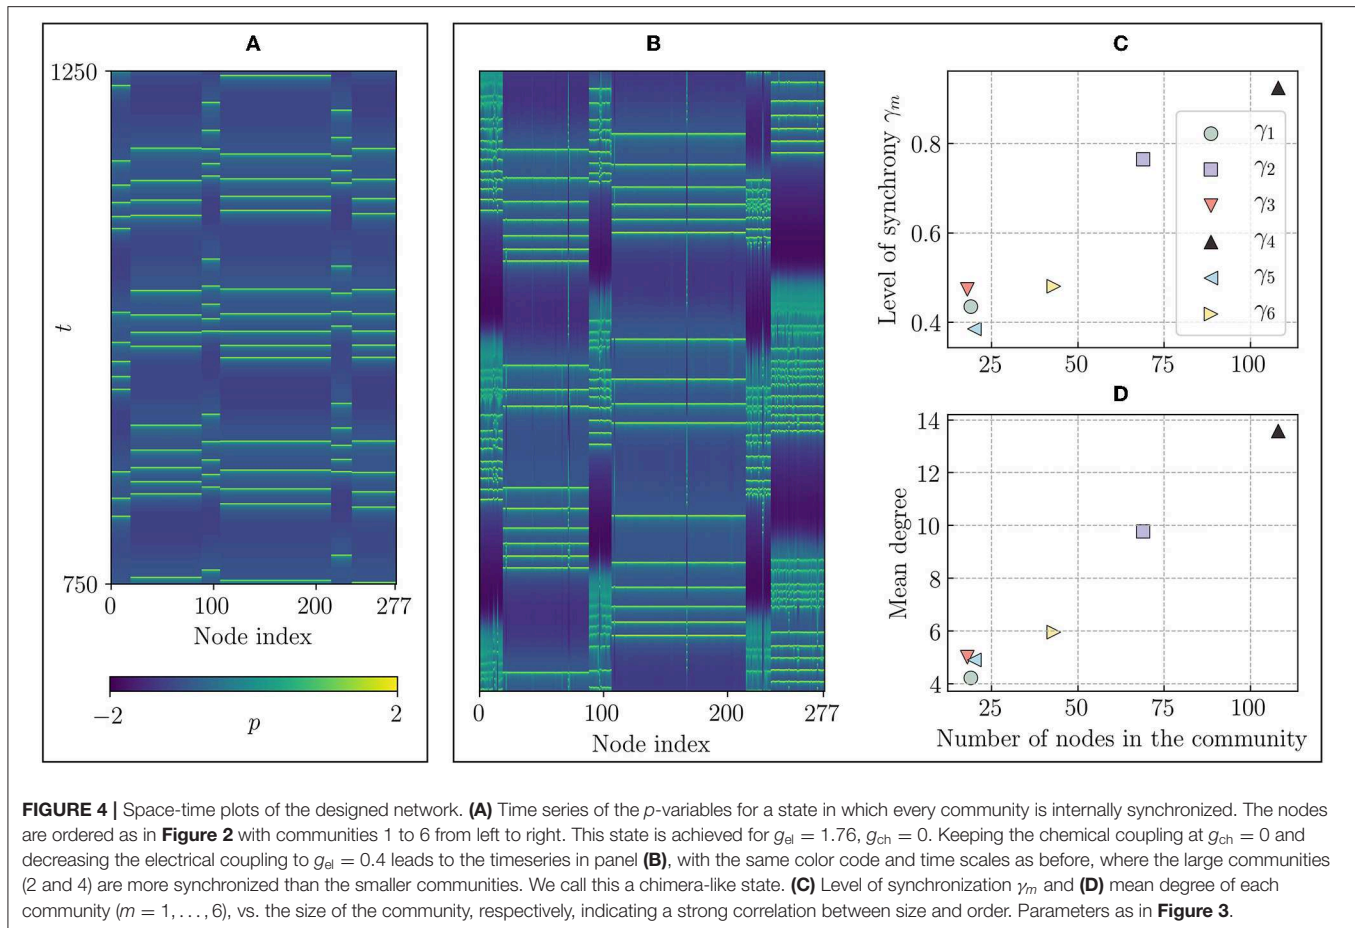 A
1250
t
750
0
100
200
277
Node index
−2
p
2
B
0
100
200
277
Node index
C
Level of synchrony γm
0.8
0.6
0.4
25
50
75
100
γ1
γ2
γ3
γ4
γ5
γ6
D
Mean degree
14
12
10
8
6
4
25
50
75
100
Number of nodes in the community
FIGURE 4 | Space-time plots of the designed network. (A) Time series of the p-variables for a state in which every community is internally synchronized. The nodes
are ordered as in Figure 2 with communities 1 to 6 from left to right. This state is achieved for gel = 1.76, gch = 0. Keeping the chemical coupling at gch = 0 and
decreasing the electrical coupling to gel = 0.4 leads to the timeseries in panel (B), with the same color code and time scales as before, where the large communities
(2 and 4) are more synchronized than the smaller communities. We call this a chimera-like state. (C) Level of synchronization γm and (D) mean degree of each
community (m = 1, . . . , 6), vs. the size of the community, respectively, indicating a strong correlation between size and order. Parameters as in Figure 3.